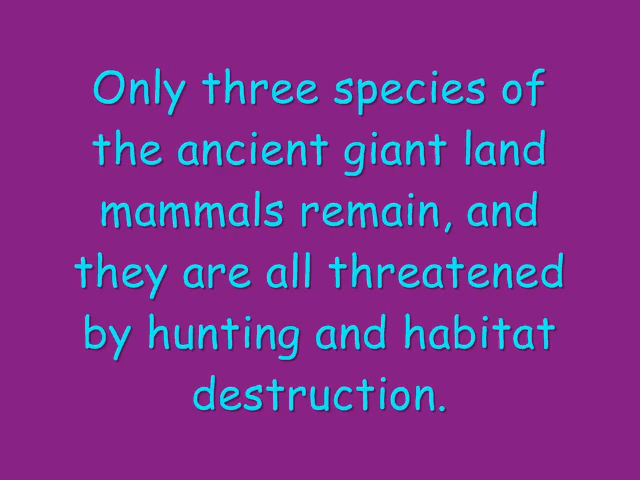 Only three species of
the ancient giant land
mammals remain, and
they are all threatened
by hunting and habitat
destruction.